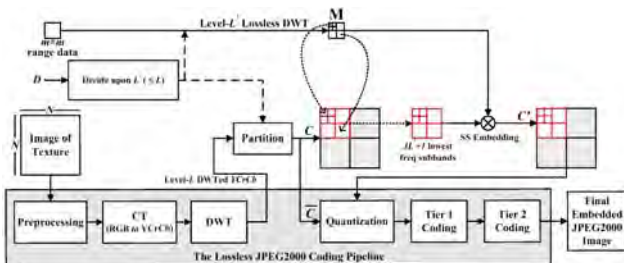 Level-L' Lossless DWT
M
m×m
range data
D
Decide upon L' (≤ L)
N
N
Image of
Texture
Partition
C
3L'+1 lowest
freq subbands
SS Embedding
C'
Level-L DWTed YCrCb
C̅
Preprocessing
CT
(RGB to YCrCb)
DWT
Quantization
Tier 1
Coding
Tier 2
Coding
Final
Embedded
JPEG2000
Image
The Lossless JPEG2000 Coding Pipeline